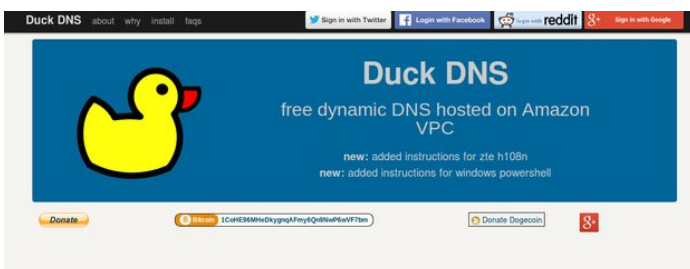 Duck DNS about why install faqs Sign in with Twitter Login with Facebook login with reddit g+ Sign in with Google
Duck DNS
free dynamic DNS hosted on Amazon
VPC
new: added instructions for zte h108n
new: added instructions for windows powershell
Donate Bitcoin Donate Dogecoin g+